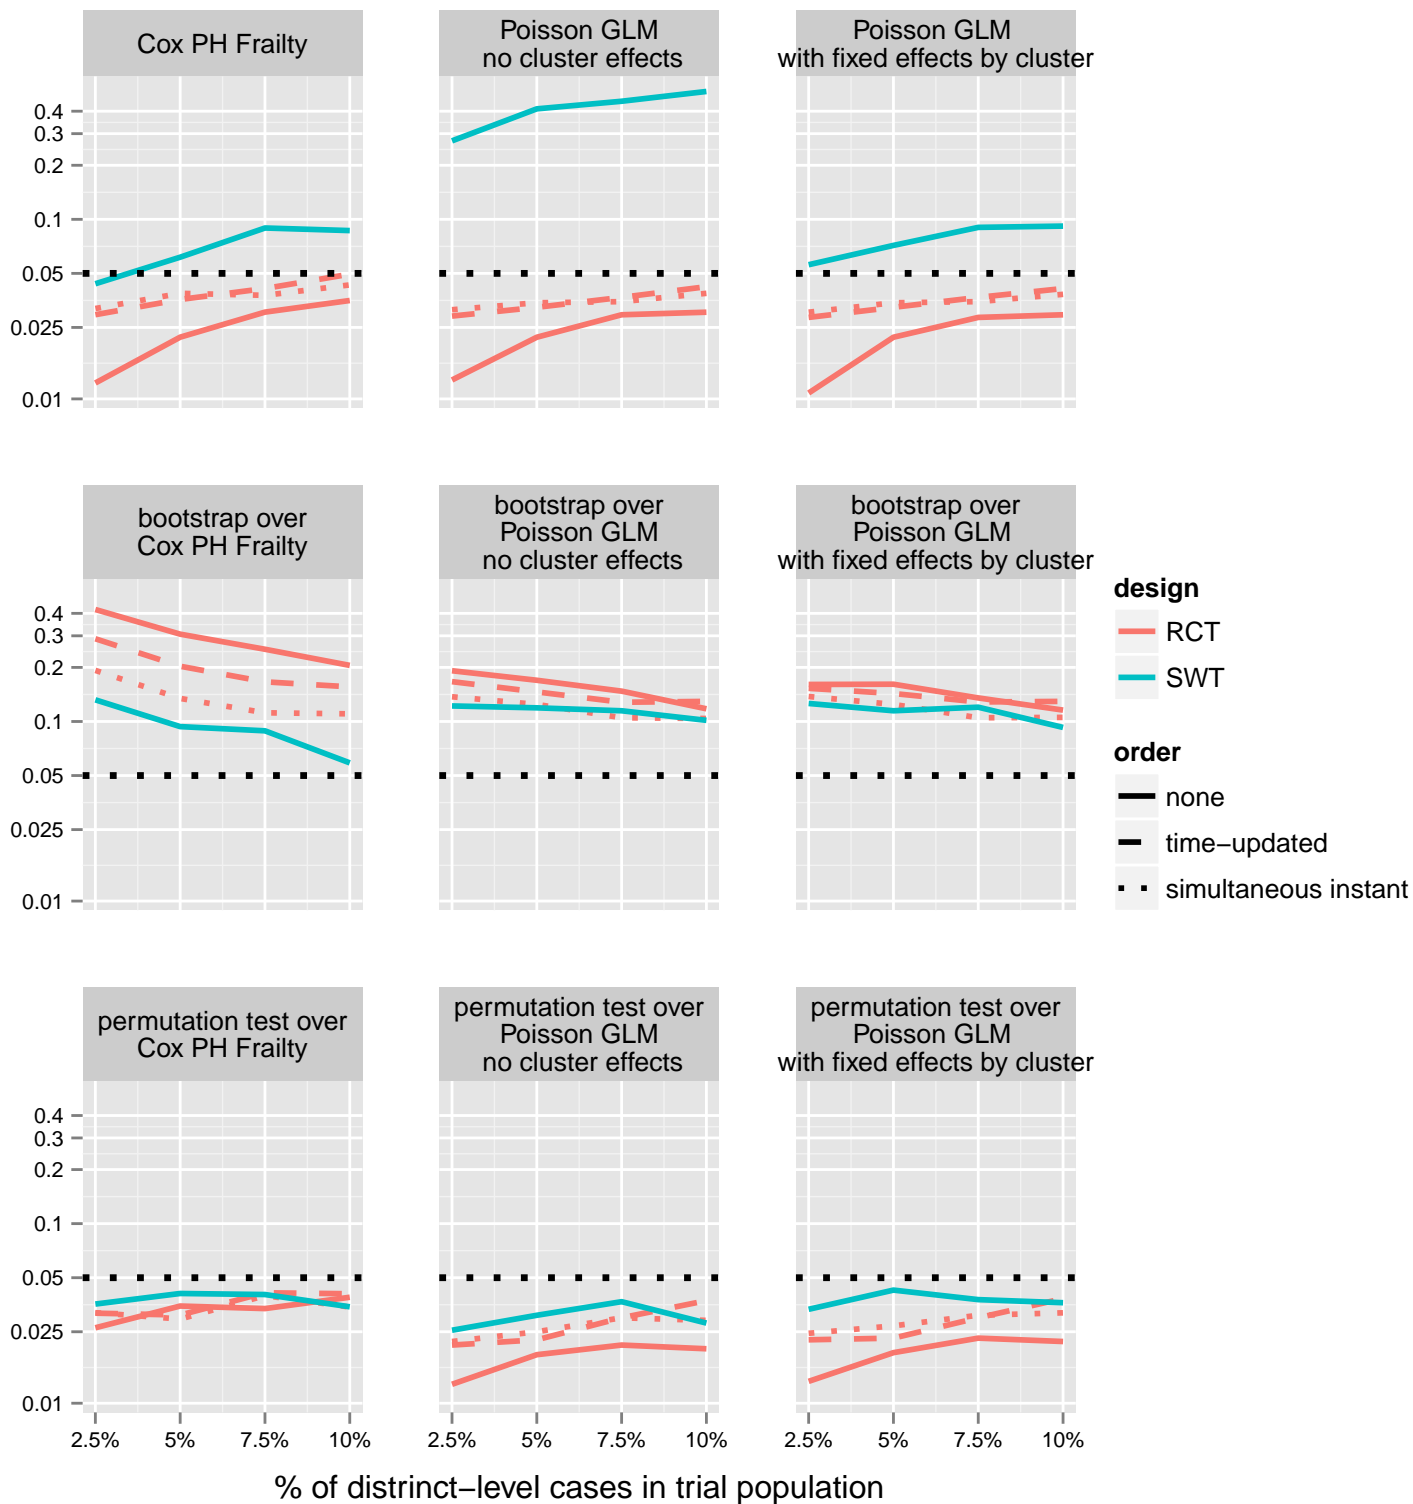 Cox PH Frailty
Poisson GLM
no cluster effects
Poisson GLM
with fixed effects by cluster
0.4
0.3
0.2
0.1
0.05
0.025
0.01
bootstrap over
Cox PH Frailty
bootstrap over
Poisson GLM
no cluster effects
bootstrap over
Poisson GLM
with fixed effects by cluster
0.4
0.3
0.2
0.1
0.05
0.025
0.01
design
RCT
SWT
order
none
time−updated
simultaneous instant
permutation test over
Cox PH Frailty
permutation test over
Poisson GLM
no cluster effects
permutation test over
Poisson GLM
with fixed effects by cluster
0.4
0.3
0.2
0.1
0.05
0.025
0.01
2.5% 5% 7.5% 10%
2.5% 5% 7.5% 10%
2.5% 5% 7.5% 10%
% of distrinct−level cases in trial population